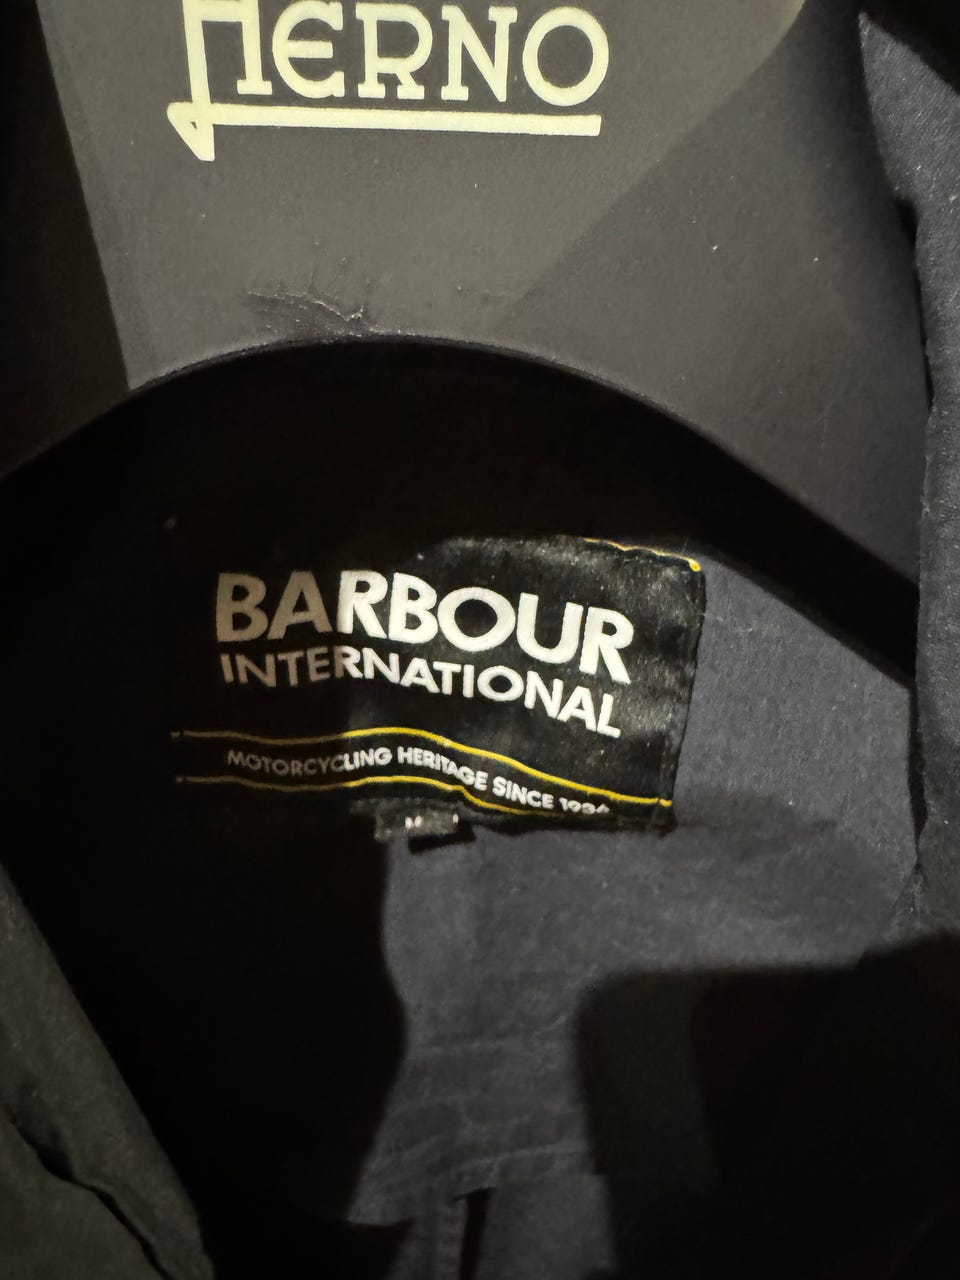 HERNO
BARBOUR
INTERNATIONAL
MOTORCYCLING HERITAGE SINCE
M